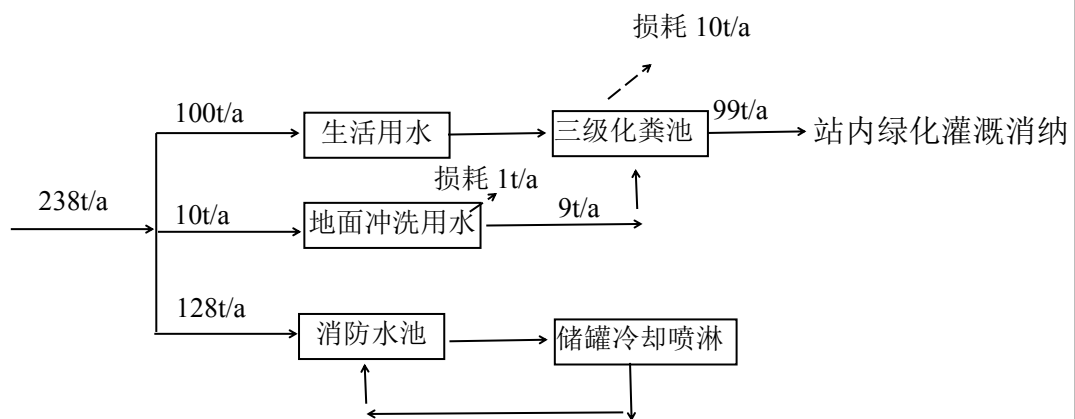 损耗 10t/a
100t/a
生活用水
三级化粪池
99t/a
站内绿化灌溉消纳
损耗 1t/a
238t/a
10t/a
地面冲洗用水
9t/a
128t/a
消防水池
储罐冷却喷淋